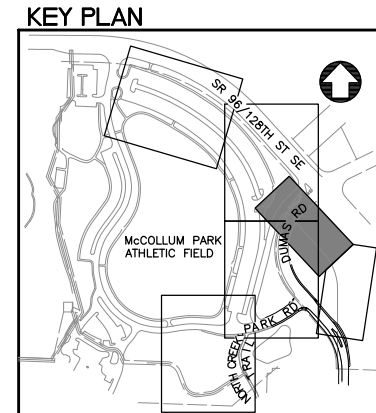 KEY PLAN
SR 96/128TH ST SE
DUMAS RD
McCOLLUM PARK
ATHLETIC FIELD
PARK RD
NORTH CREEK
TRAIL